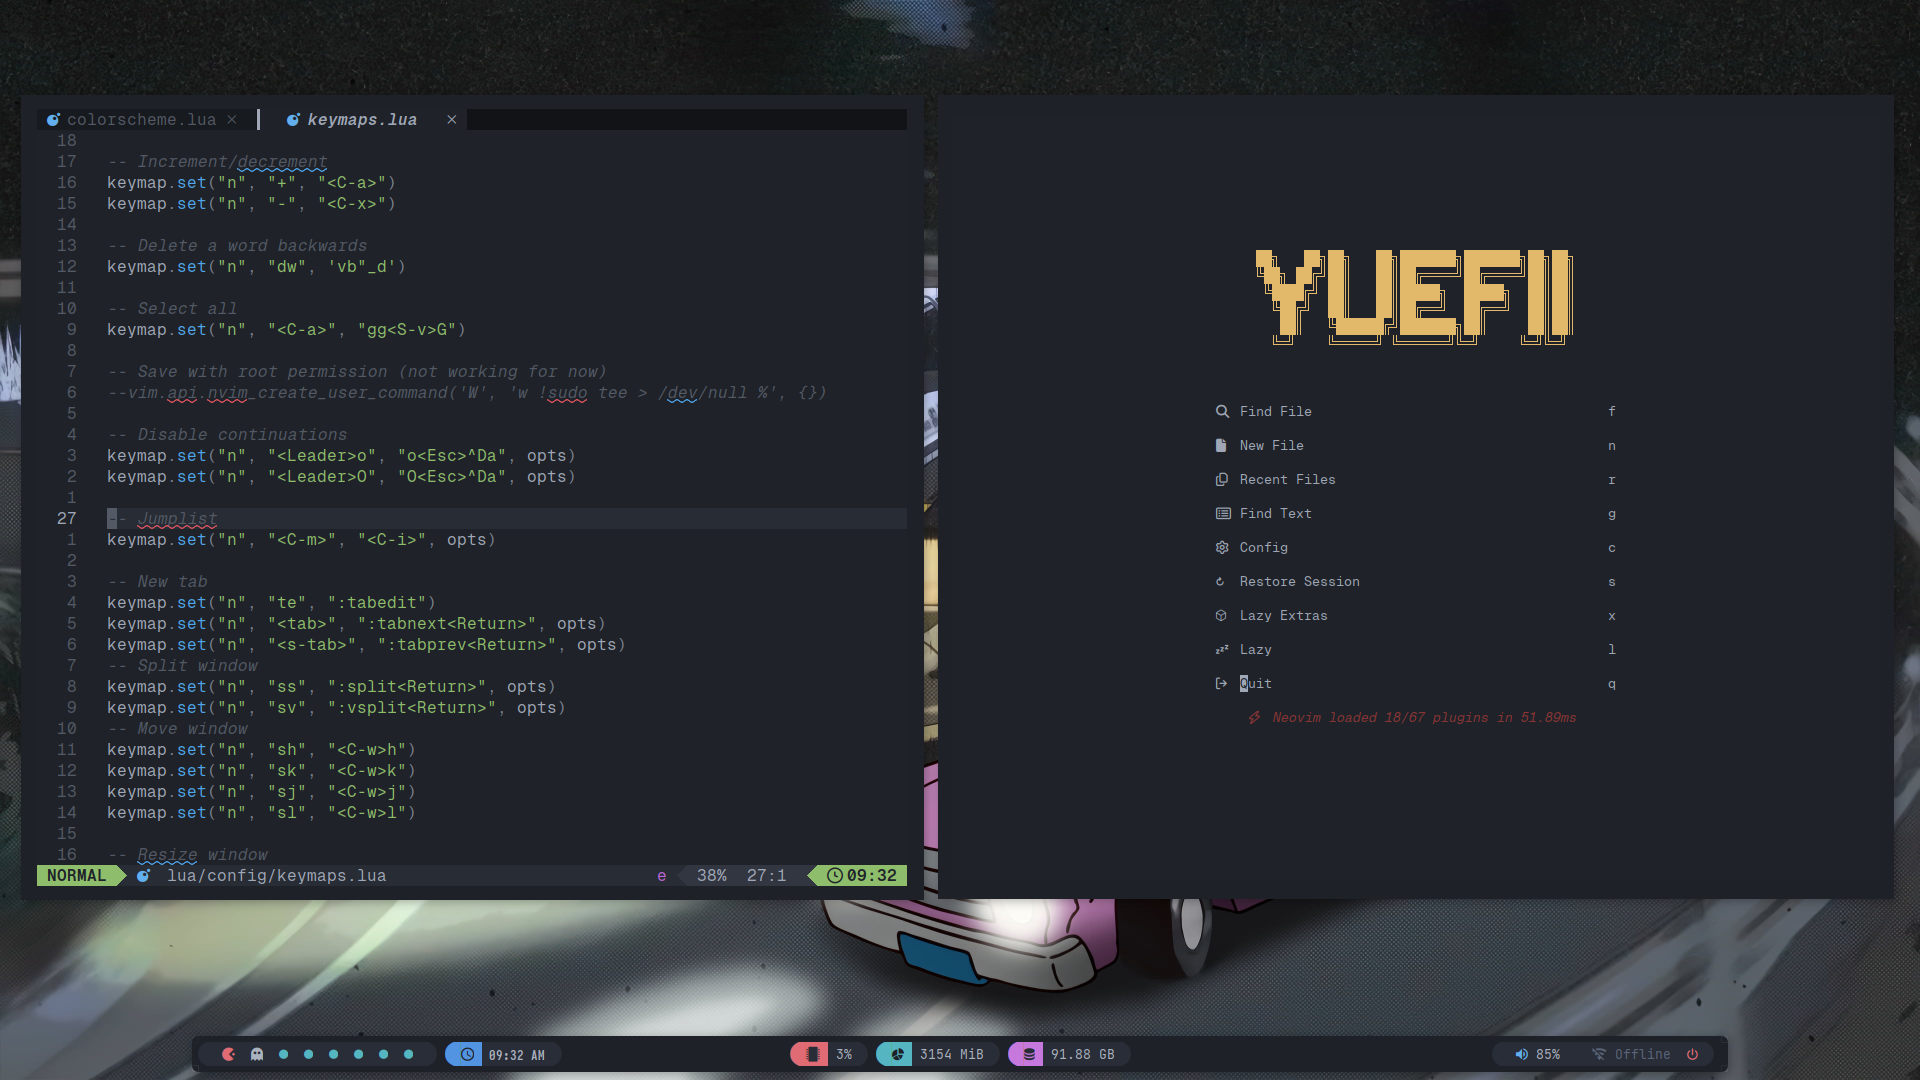 colorscheme.lua × keymaps.lua ×
18
17 -- Increment/decrement
16 keymap.set("n", "+", "<C-a>")
15 keymap.set("n", "-", "<C-x>")
14
13 -- Delete a word backwards
12 keymap.set("n", "dw", 'vb"_d')
11
10 -- Select all
9 keymap.set("n", "<C-a>", "gg<S-v>G")
8
7 -- Save with root permission (not working for now)
6 --vim.api.nvim_create_user_command('W', 'w !sudo tee > /dev/null %', {})
5
4 -- Disable continuations
3 keymap.set("n", "<Leader>o", "o<Esc>^Da", opts)
2 keymap.set("n", "<Leader>O", "O<Esc>^Da", opts)
1
27 -- Jumplist
1 keymap.set("n", "<C-m>", "<C-i>", opts)
2
3 -- New tab
4 keymap.set("n", "te", ":tabedit")
5 keymap.set("n", "<tab>", ":tabnext<Return>", opts)
6 keymap.set("n", "<s-tab>", ":tabprev<Return>", opts)
7 -- Split window
8 keymap.set("n", "ss", ":split<Return>", opts)
9 keymap.set("n", "sv", ":vsplit<Return>", opts)
10 -- Move window
11 keymap.set("n", "sh", "<C-w>h")
12 keymap.set("n", "sk", "<C-w>k")
13 keymap.set("n", "sj", "<C-w>j")
14 keymap.set("n", "sl", "<C-w>l")
15
16 -- Resize window
NORMAL lua/config/keymaps.lua e 38% 27:1 09:32
YUEFII
Find File f
New File n
Recent Files r
Find Text g
Config c
Restore Session s
Lazy Extras x
Lazy l
Quit q
Neovim loaded 18/67 plugins in 51.89ms
09:32 AM 3% 3154 MiB 91.88 GB 85% Offline